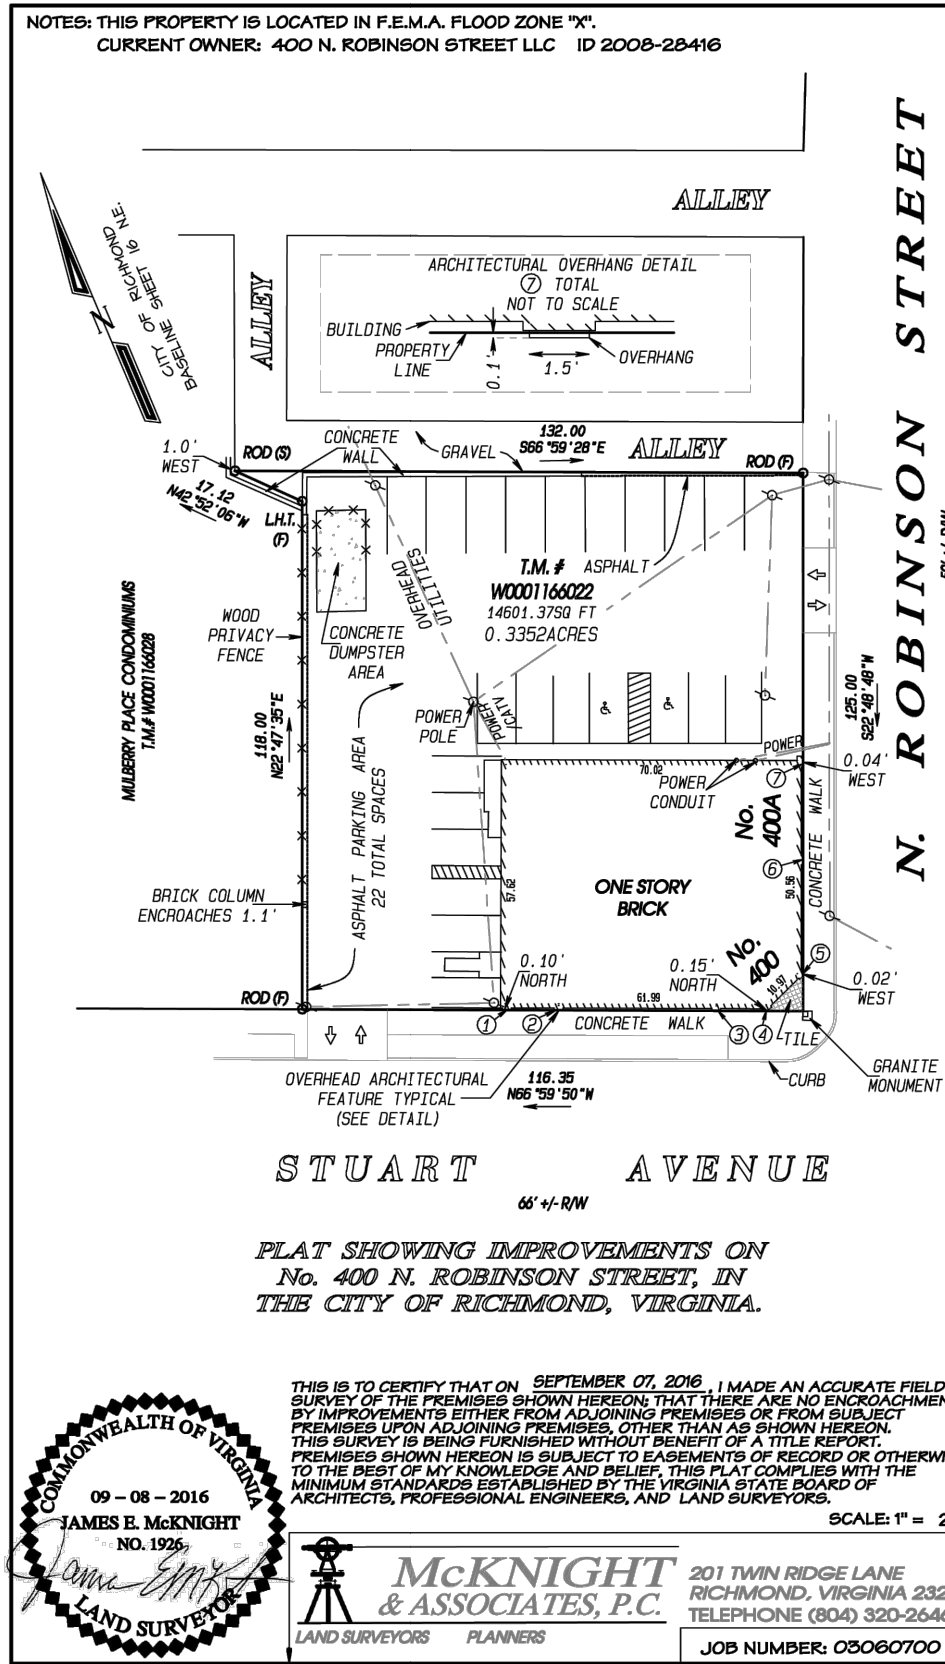 NOTES: THIS PROPERTY IS LOCATED IN F.E.M.A. FLOOD ZONE "X".
CURRENT OWNER: 400 N. ROBINSON STREET LLC ID 2008-28416
ALLEY
N. ROBINSON STREET
N
CITY OF RICHMOND
BASELINE SHEET 16 N.E.
ALLEY
ARCHITECTURAL OVERHANG DETAIL
7 TOTAL
NOT TO SCALE
BUILDING
PROPERTY
LINE
0.1'
1.5'
OVERHANG
1.0'
WEST
ROD (S)
CONCRETE
WALL
GRAVEL
132.00
S66°59'28"E
ALLEY
ROD (F)
17.12
N42°52'06"W
L.H.T.
(F)
OVERHEAD
UTILITIES
T.M. #
W0001166022
14601.37SQ FT
0.3352ACRES
ASPHALT
WOOD
PRIVACY
FENCE
CONCRETE
DUMPSTER
AREA
MULBERRY PLACE CONDOMINIUMS
T.M.# W0001166028
118.00
N22°47'35"E
ASPHALT PARKING AREA
22 TOTAL SPACES
POWER
POLE
POWER
/CATV
125.00
S22°48'48"W
POWER
70.02
POWER
CONDUIT
7
0.04'
WEST
No.
400A
CONCRETE WALK
6
50.56
57.62
ONE STORY
BRICK
BRICK COLUMN
ENCROACHES 1.1'
No.
400
5
0.10'
NORTH
0.15'
NORTH
10.97
0.02'
WEST
ROD (F)
61.99
1
2
CONCRETE WALK
3
4
TILE
CURB
GRANITE
MONUMENT
OVERHEAD ARCHITECTURAL
FEATURE TYPICAL
(SEE DETAIL)
116.35
N66°59'50"W
STUART AVENUE
66' +/- R/W
PLAT SHOWING IMPROVEMENTS ON
No. 400 N. ROBINSON STREET, IN
THE CITY OF RICHMOND, VIRGINIA.
THIS IS TO CERTIFY THAT ON SEPTEMBER 07, 2016, I MADE AN ACCURATE FIELD
SURVEY OF THE PREMISES SHOWN HEREON; THAT THERE ARE NO ENCROACHMEN
BY IMPROVEMENTS EITHER FROM ADJOINING PREMISES OR FROM SUBJECT
PREMISES UPON ADJOINING PREMISES, OTHER THAN AS SHOWN HEREON.
THIS SURVEY IS BEING FURNISHED WITHOUT BENEFIT OF A TITLE REPORT.
PREMISES SHOWN HEREON IS SUBJECT TO EASEMENTS OF RECORD OR OTHERWI
TO THE BEST OF MY KNOWLEDGE AND BELIEF, THIS PLAT COMPLIES WITH THE
MINIMUM STANDARDS ESTABLISHED BY THE VIRGINIA STATE BOARD OF
ARCHITECTS, PROFESSIONAL ENGINEERS, AND LAND SURVEYORS.
SCALE: 1" = 2
COMMONWEALTH OF VIRGINIA
09 – 08 – 2016
JAMES E. McKNIGHT
NO. 1926
LAND SURVEYOR
McKNIGHT
& ASSOCIATES, P.C.
LAND SURVEYORS PLANNERS
201 TWIN RIDGE LANE
RICHMOND, VIRGINIA 232
TELEPHONE (804) 320-2646
JOB NUMBER: 03060700